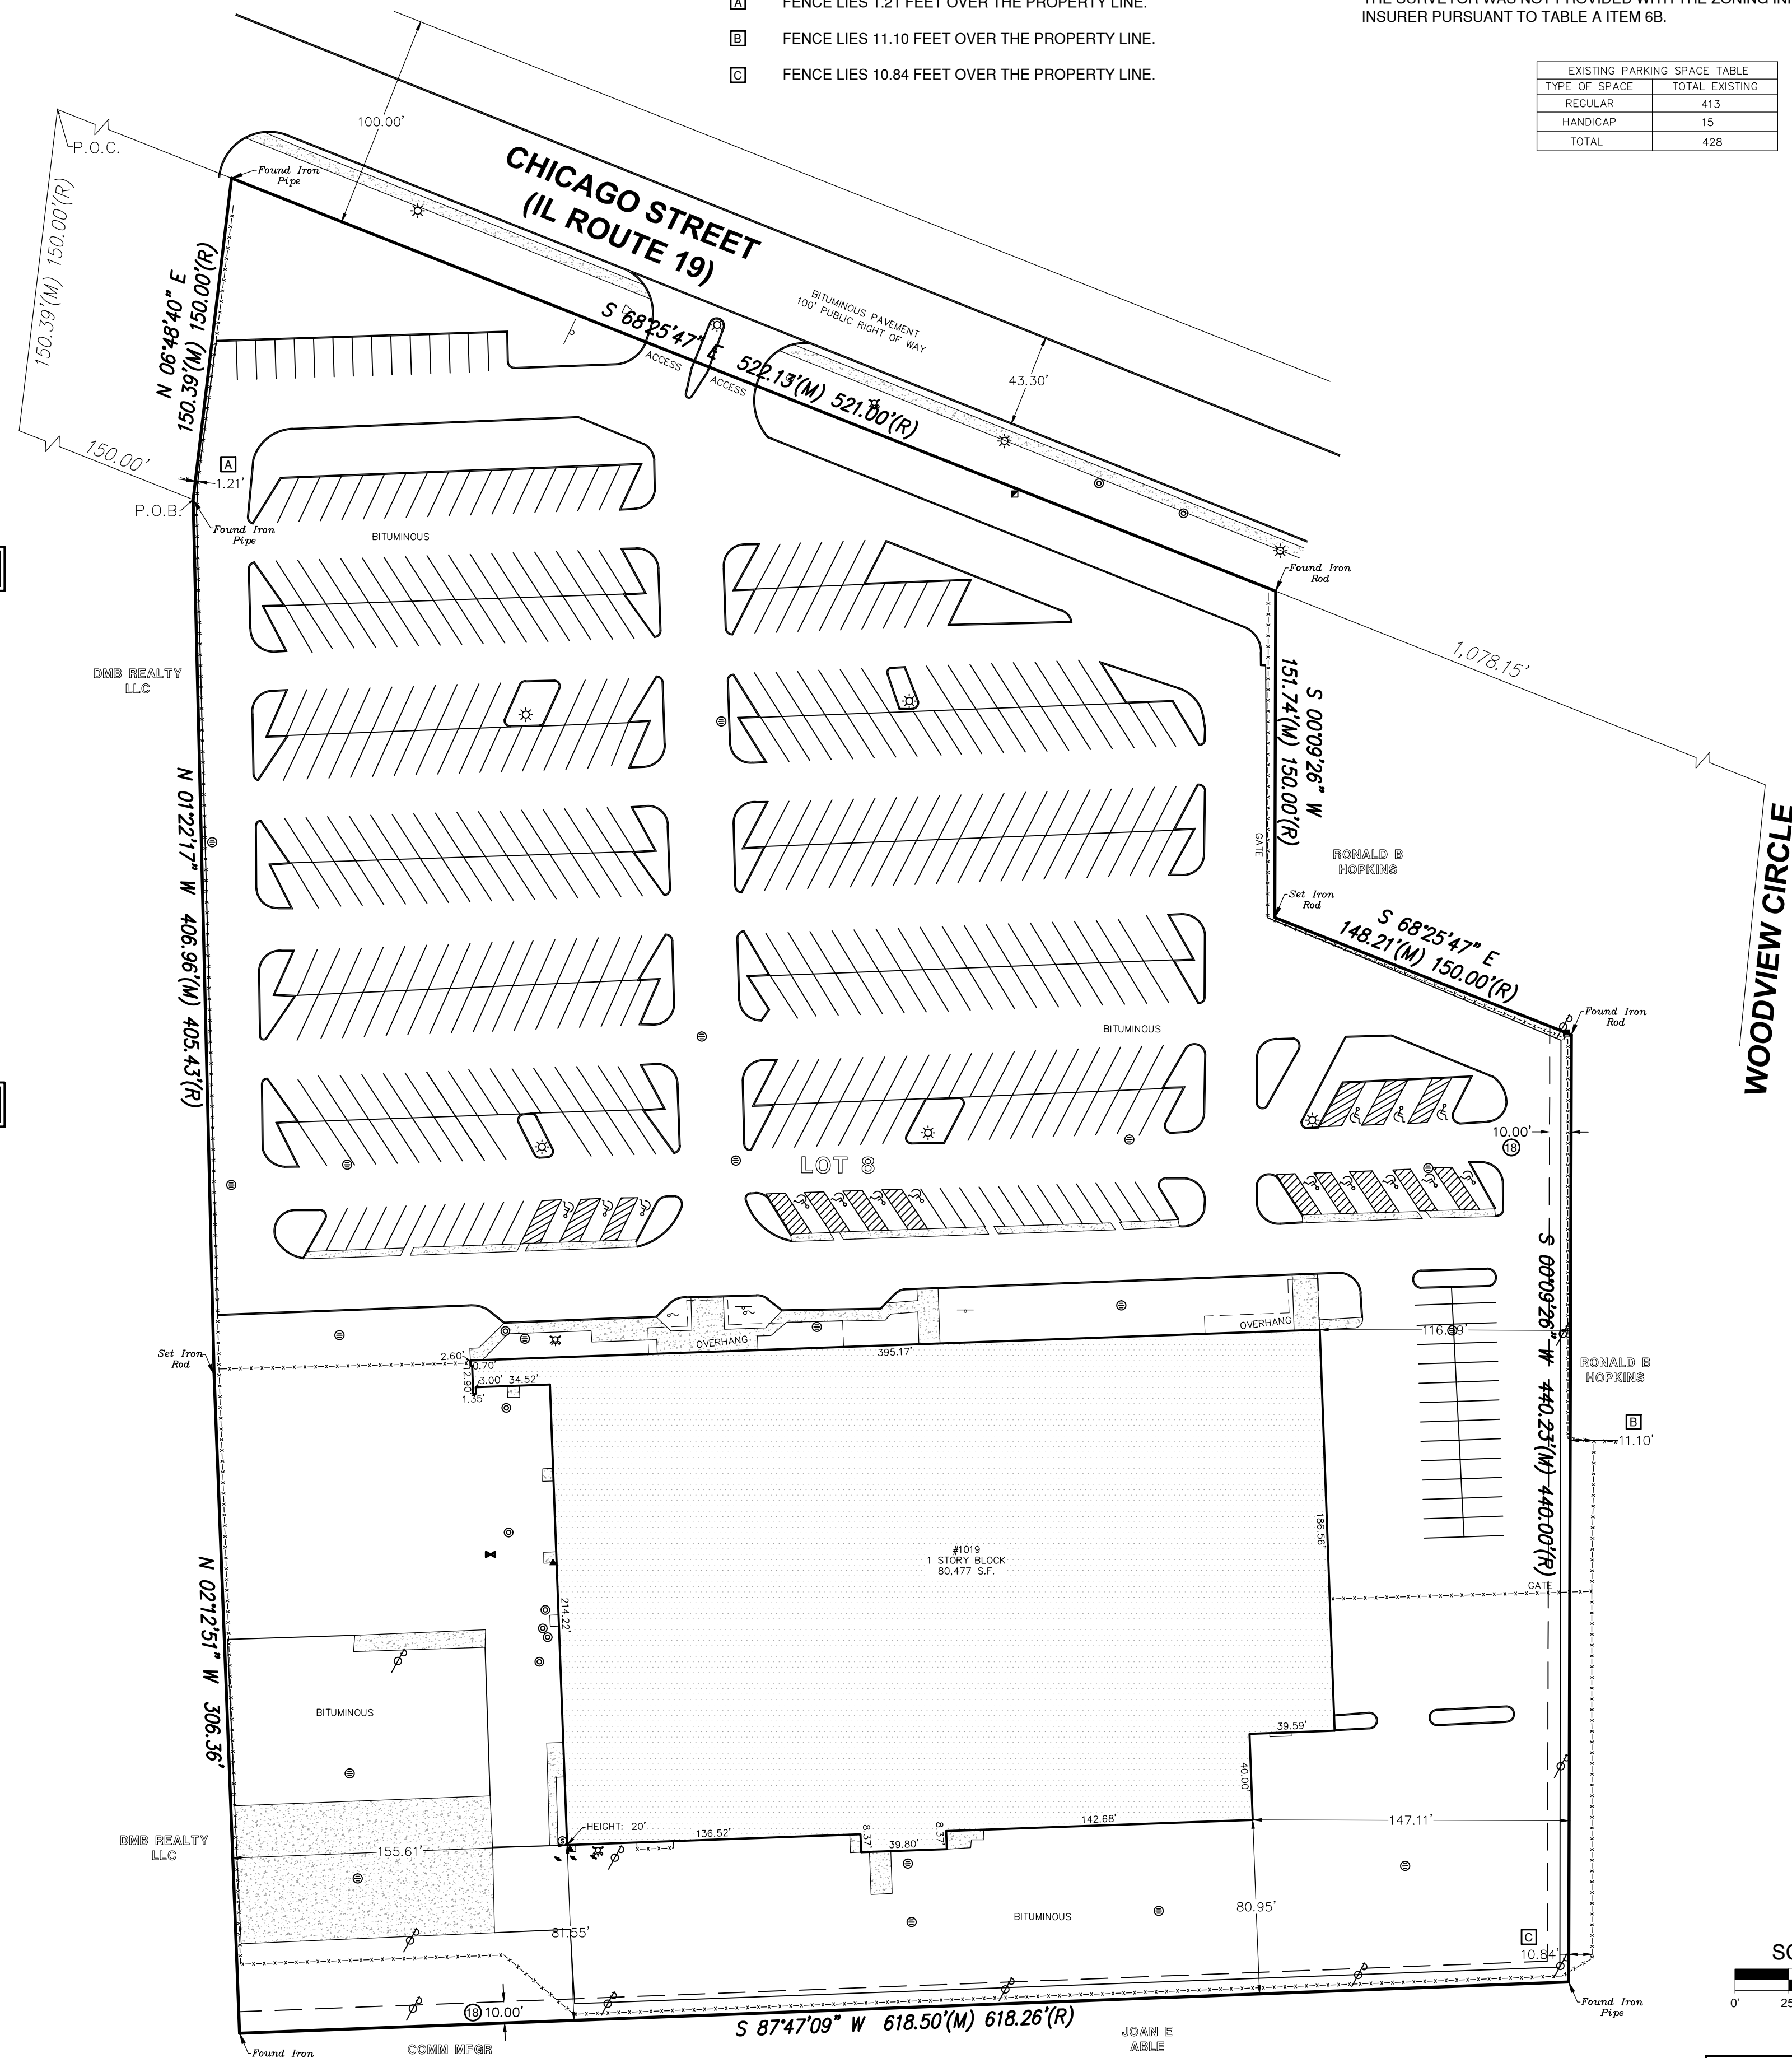 A FENCE LIES 1.21 FEET OVER THE PROPERTY LINE.
B FENCE LIES 11.10 FEET OVER THE PROPERTY LINE.
C FENCE LIES 10.84 FEET OVER THE PROPERTY LINE.
THE SURVEYOR WAS NOT PROVIDED WITH THE ZONING
INSURER PURSUANT TO TABLE A ITEM 6B.
EXISTING PARKING SPACE TABLE
TYPE OF SPACE TOTAL EXISTING
REGULAR 413
HANDICAP 15
TOTAL 428
100.00'
P.O.C.
Found Iron
Pipe
CHICAGO STREET
(IL ROUTE 19)
150.39'(M) 150.00'(R)
N 06°48'40" E
150.39'(M) 150.00'(R)
BITUMINOUS PAVEMENT
100' PUBLIC RIGHT OF WAY
S 68°25'47" E 522.13'(M) 521.00'(R)
ACCESS
ACCESS
43.30'
150.00'
A
1.21'
P.O.B.
Found Iron
Pipe
BITUMINOUS
Found Iron
Rod
1,078.15'
DMB REALTY
LLC
S 00°09'26" W
151.74'(M) 150.00'(R)
GATE
RONALD B
HOPKINS
WOODVIEW CIRCLE
N 01°22'17" W 406.96'(M) 405.43'(R)
Set Iron
Rod
S 68°25'47" E
148.21'(M) 150.00'(R)
Found Iron
Rod
BITUMINOUS
10.00'
18
LOT 8
S 00°09'26" W 440.23'(M) 440.00'(R)
OVERHANG
OVERHANG
Set Iron
Rod
2.60'
0.70'
395.17'
RONALD B
HOPKINS
3.00' 34.52'
1.35'
B
11.10'
186.56'
#1019
1 STORY BLOCK
80,477 S.F.
GATE
214.22'
N 02°12'51" W 306.36'
BITUMINOUS
39.59'
40.00'
HEIGHT: 20'
136.52'
8.37'
39.80'
8.37'
142.68'
147.11'
DMB REALTY
LLC
155.61'
80.95'
81.55'
BITUMINOUS
C
10.84'
18 10.00'
S 87°47'09" W 618.50'(M) 618.26'(R)
Found Iron
Pipe
0'
Found Iron
COMM MFGR
JOAN E
ABLE